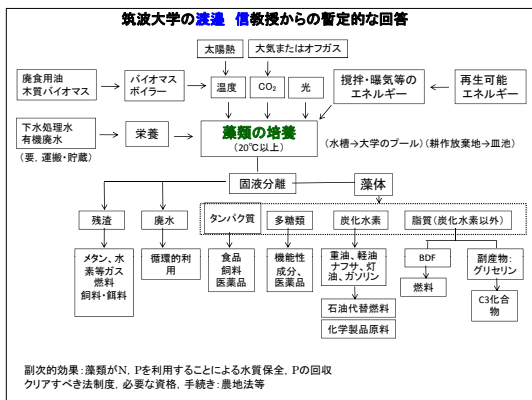 筑波大学の渡邉 信教授からの暫定的な回答
太陽熱
大気またはオフガス
廃食用油
木質バイオマス
バイオマス
ボイラー
温度
CO₂
光
撹拌・曝気等の
エネルギー
再生可能
エネルギー
下水処理水
有機廃水
(要. 運搬・貯蔵)
栄養
藻類の培養
(20℃以上)
(水槽→大学のプール)(耕作放棄地→皿池)
固液分離
藻体
残渣
廃水
タンパク質
多糖類
炭化水素
脂質(炭化水素以外)
メタン、水
素等ガス
燃料
飼料・餌料
循環的利
用
食品
飼料
医薬品
機能性
成分、
医薬品
重油、軽油
ナフサ、灯
油、ガソリン
BDF
副産物:
グリセリン
燃料
C3化合
物
石油代替燃料
化学製品原料
副次的効果:藻類がN, Pを利用することによる水質保全, Pの回収
クリアすべき法制度, 必要な資格, 手続き:農地法等